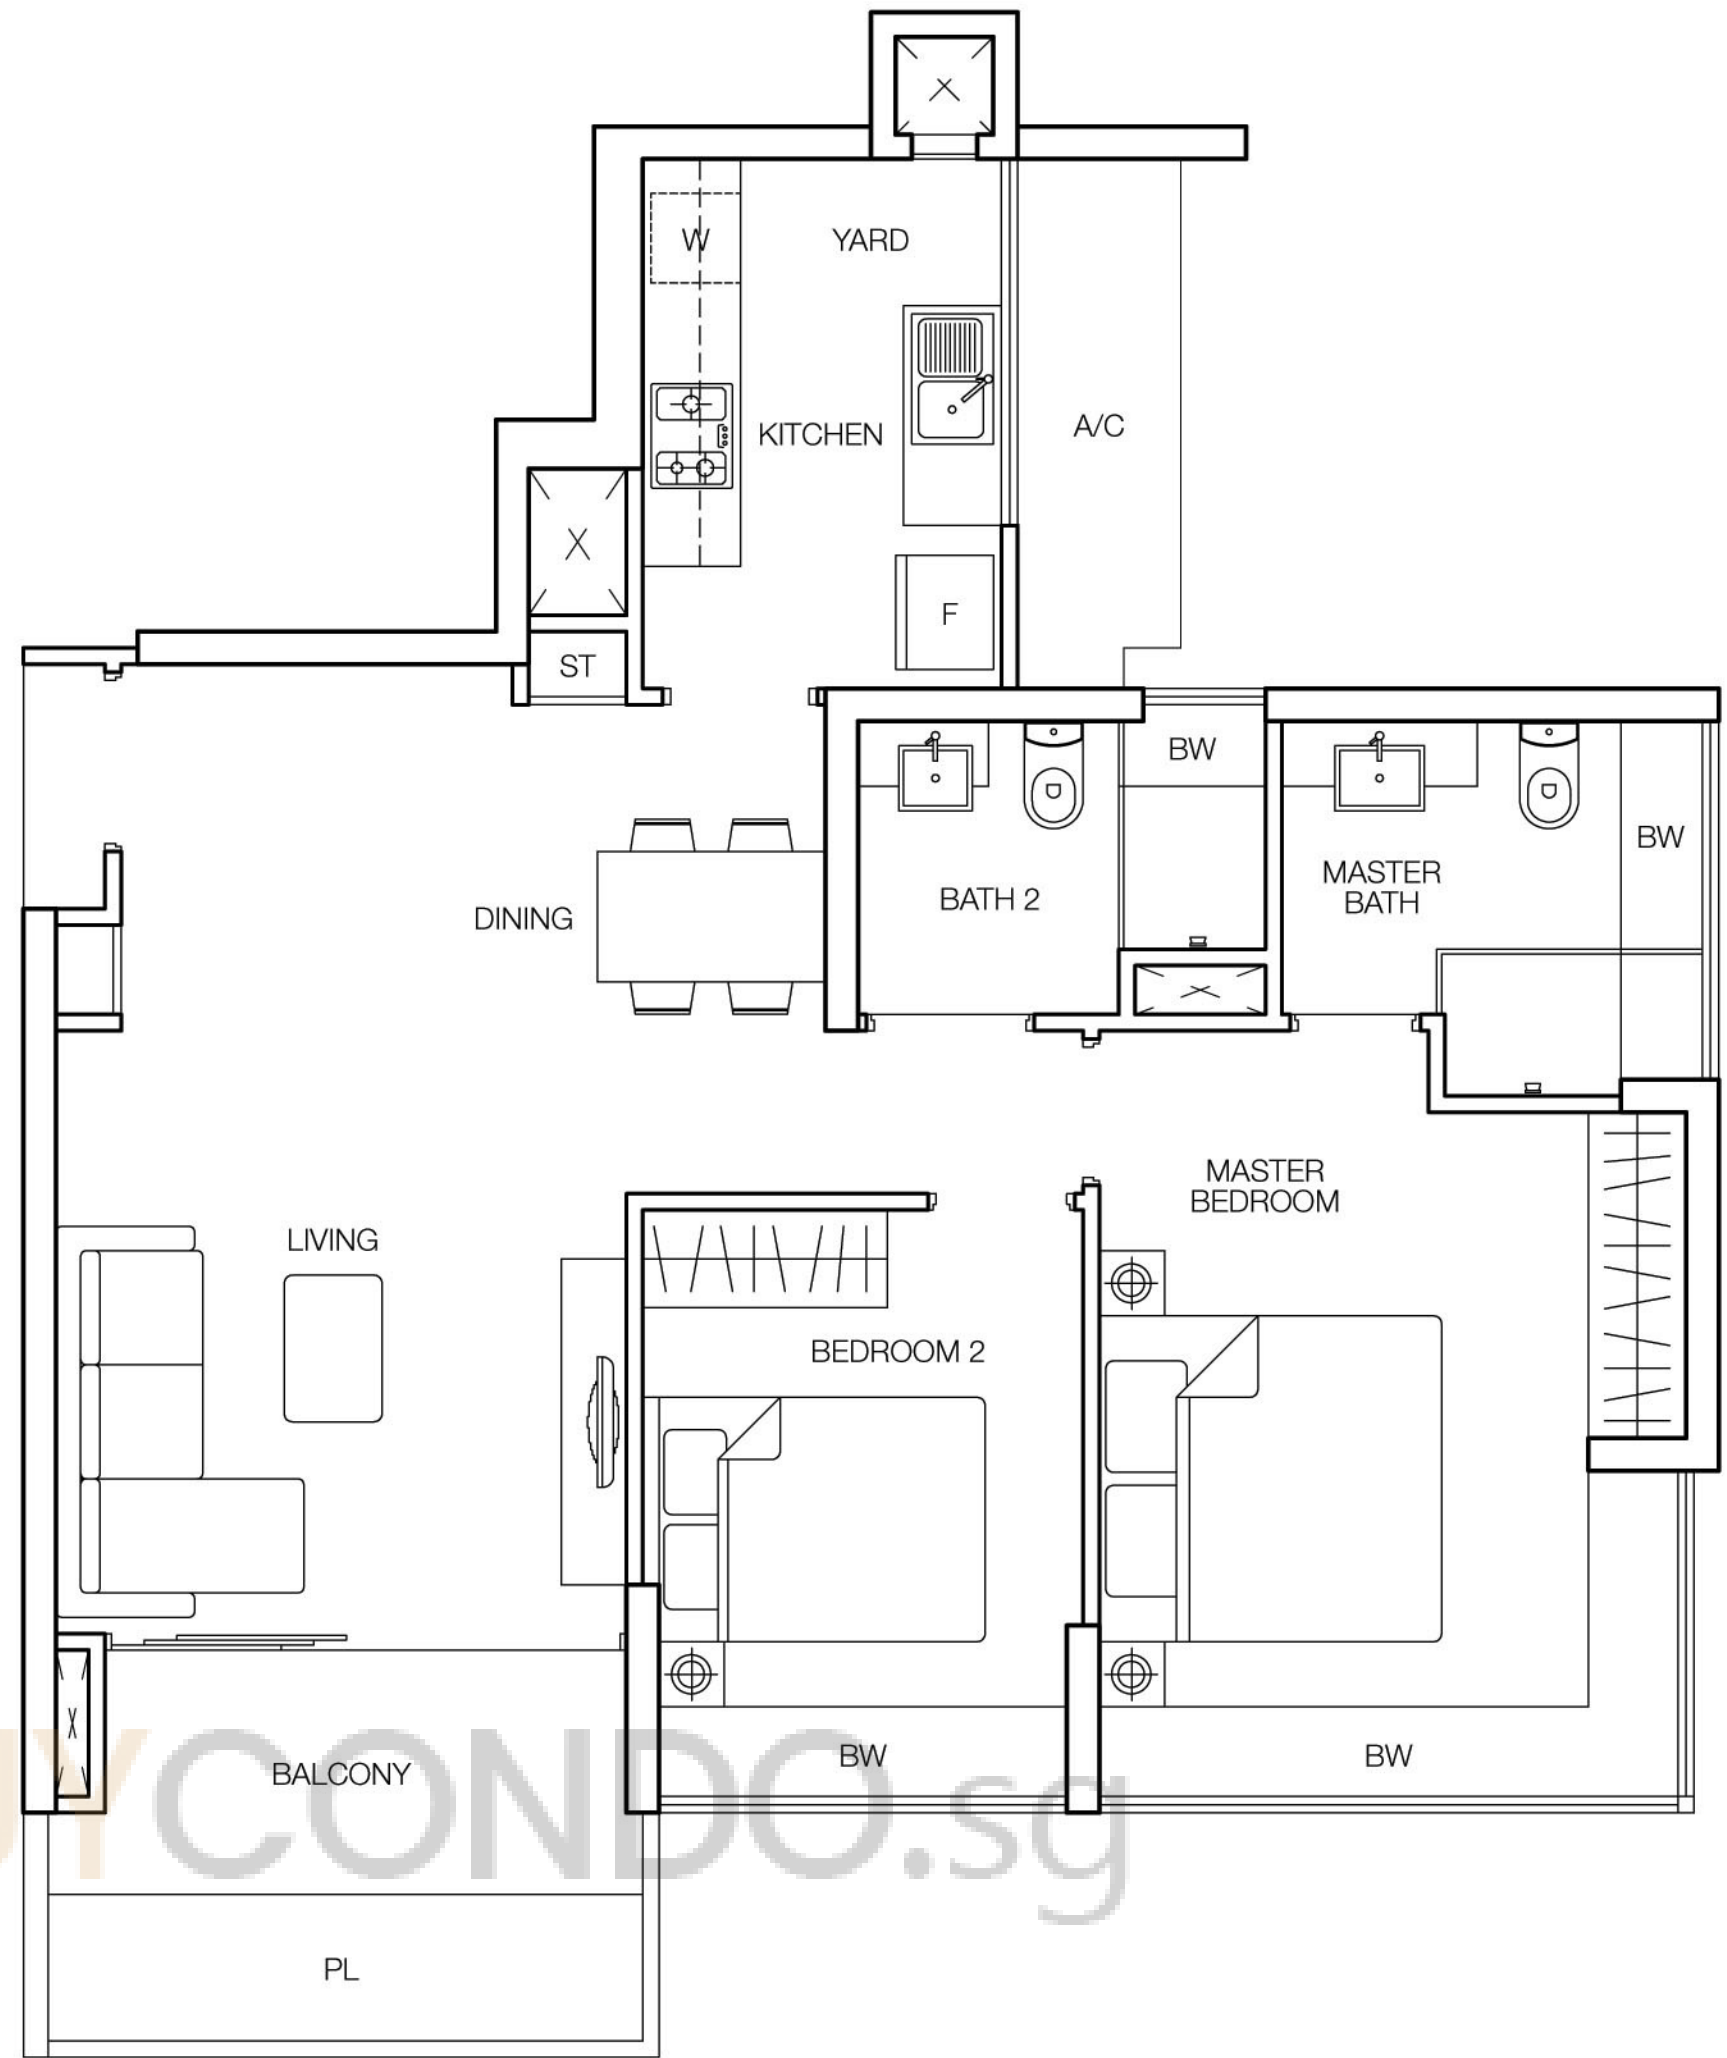 W
YARD
KITCHEN
A/C
F
ST
BW
BW
MASTER
BATH
BATH 2
DINING
MASTER
BEDROOM
LIVING
BEDROOM 2
BW
BW
BALCONY
UYCONDO.sg
PL